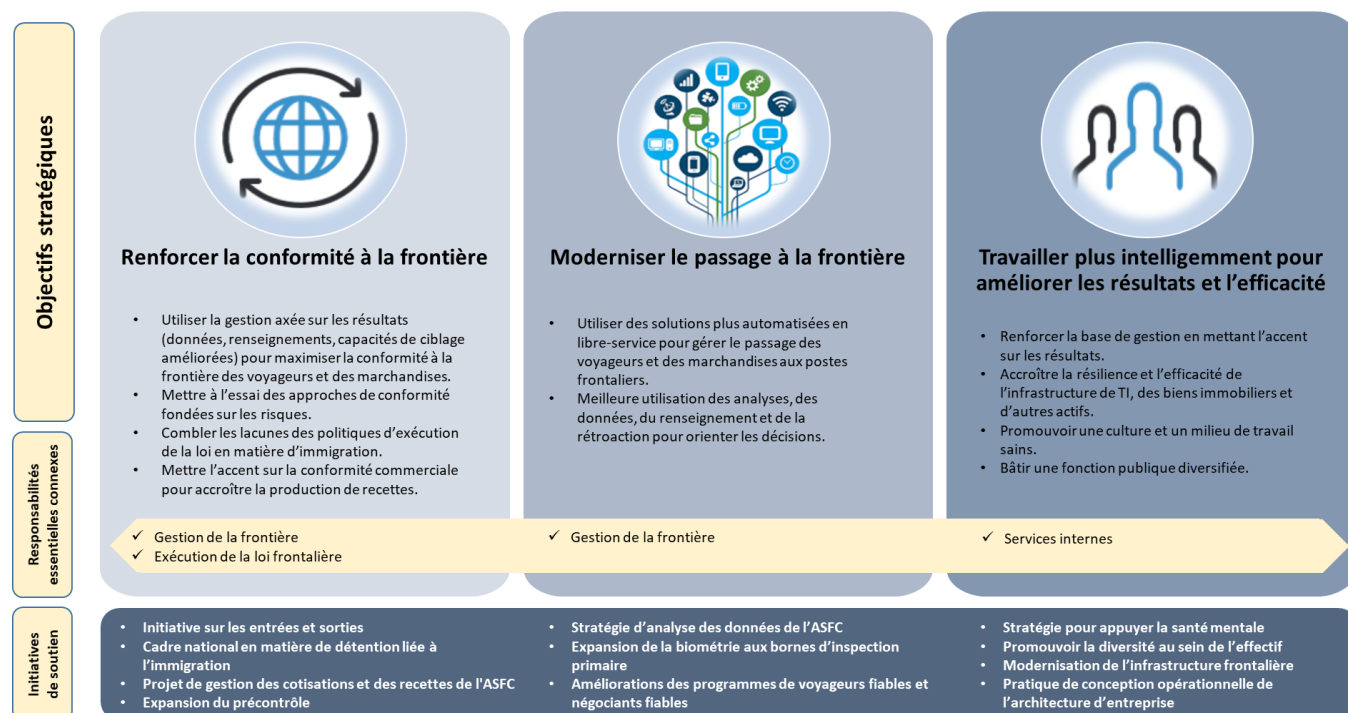 Objectifs stratégiques
Renforcer la conformité à la frontière
• Utiliser la gestion axée sur les résultats
(données, renseignements, capacités de ciblage
améliorées) pour maximiser la conformité à la
frontière des voyageurs et des marchandises.
• Mettre à l'essai des approches de conformité
fondées sur les risques.
• Combler les lacunes des politiques d'exécution
de la loi en matière d'immigration.
• Mettre l'accent sur la conformité commerciale
pour accroître la production de recettes.
Moderniser le passage à la frontière
• Utiliser des solutions plus automatisées en
libre-service pour gérer le passage des
voyageurs et des marchandises aux postes
frontaliers.
• Meilleure utilisation des analyses, des
données, du renseignement et de la
rétroaction pour orienter les décisions.
Travailler plus intelligemment pour
améliorer les résultats et l'efficacité
• Renforcer la base de gestion en mettant l'accent
sur les résultats.
• Accroître la résilience et l'efficacité de
l'infrastructure de TI, des biens immobiliers et
d'autres actifs.
• Promouvoir une culture et un milieu de travail
sains.
• Bâtir une fonction publique diversifiée.
Responsabilités
essentielles connexes
✓ Gestion de la frontière
✓ Exécution de la loi frontalière
✓ Gestion de la frontière
✓ Services internes
Initiatives
de soutien
• Initiative sur les entrées et sorties
• Cadre national en matière de détention liée à
l'immigration
• Projet de gestion des cotisations et des recettes de l'ASFC
• Expansion du précontrôle
• Stratégie d'analyse des données de l'ASFC
• Expansion de la biométrie aux bornes d'inspection
primaire
• Améliorations des programmes de voyageurs fiables et
négociants fiables
• Stratégie pour appuyer la santé mentale
• Promouvoir la diversité au sein de l'effectif
• Modernisation de l'infrastructure frontalière
• Pratique de conception opérationnelle de
l'architecture d'entreprise